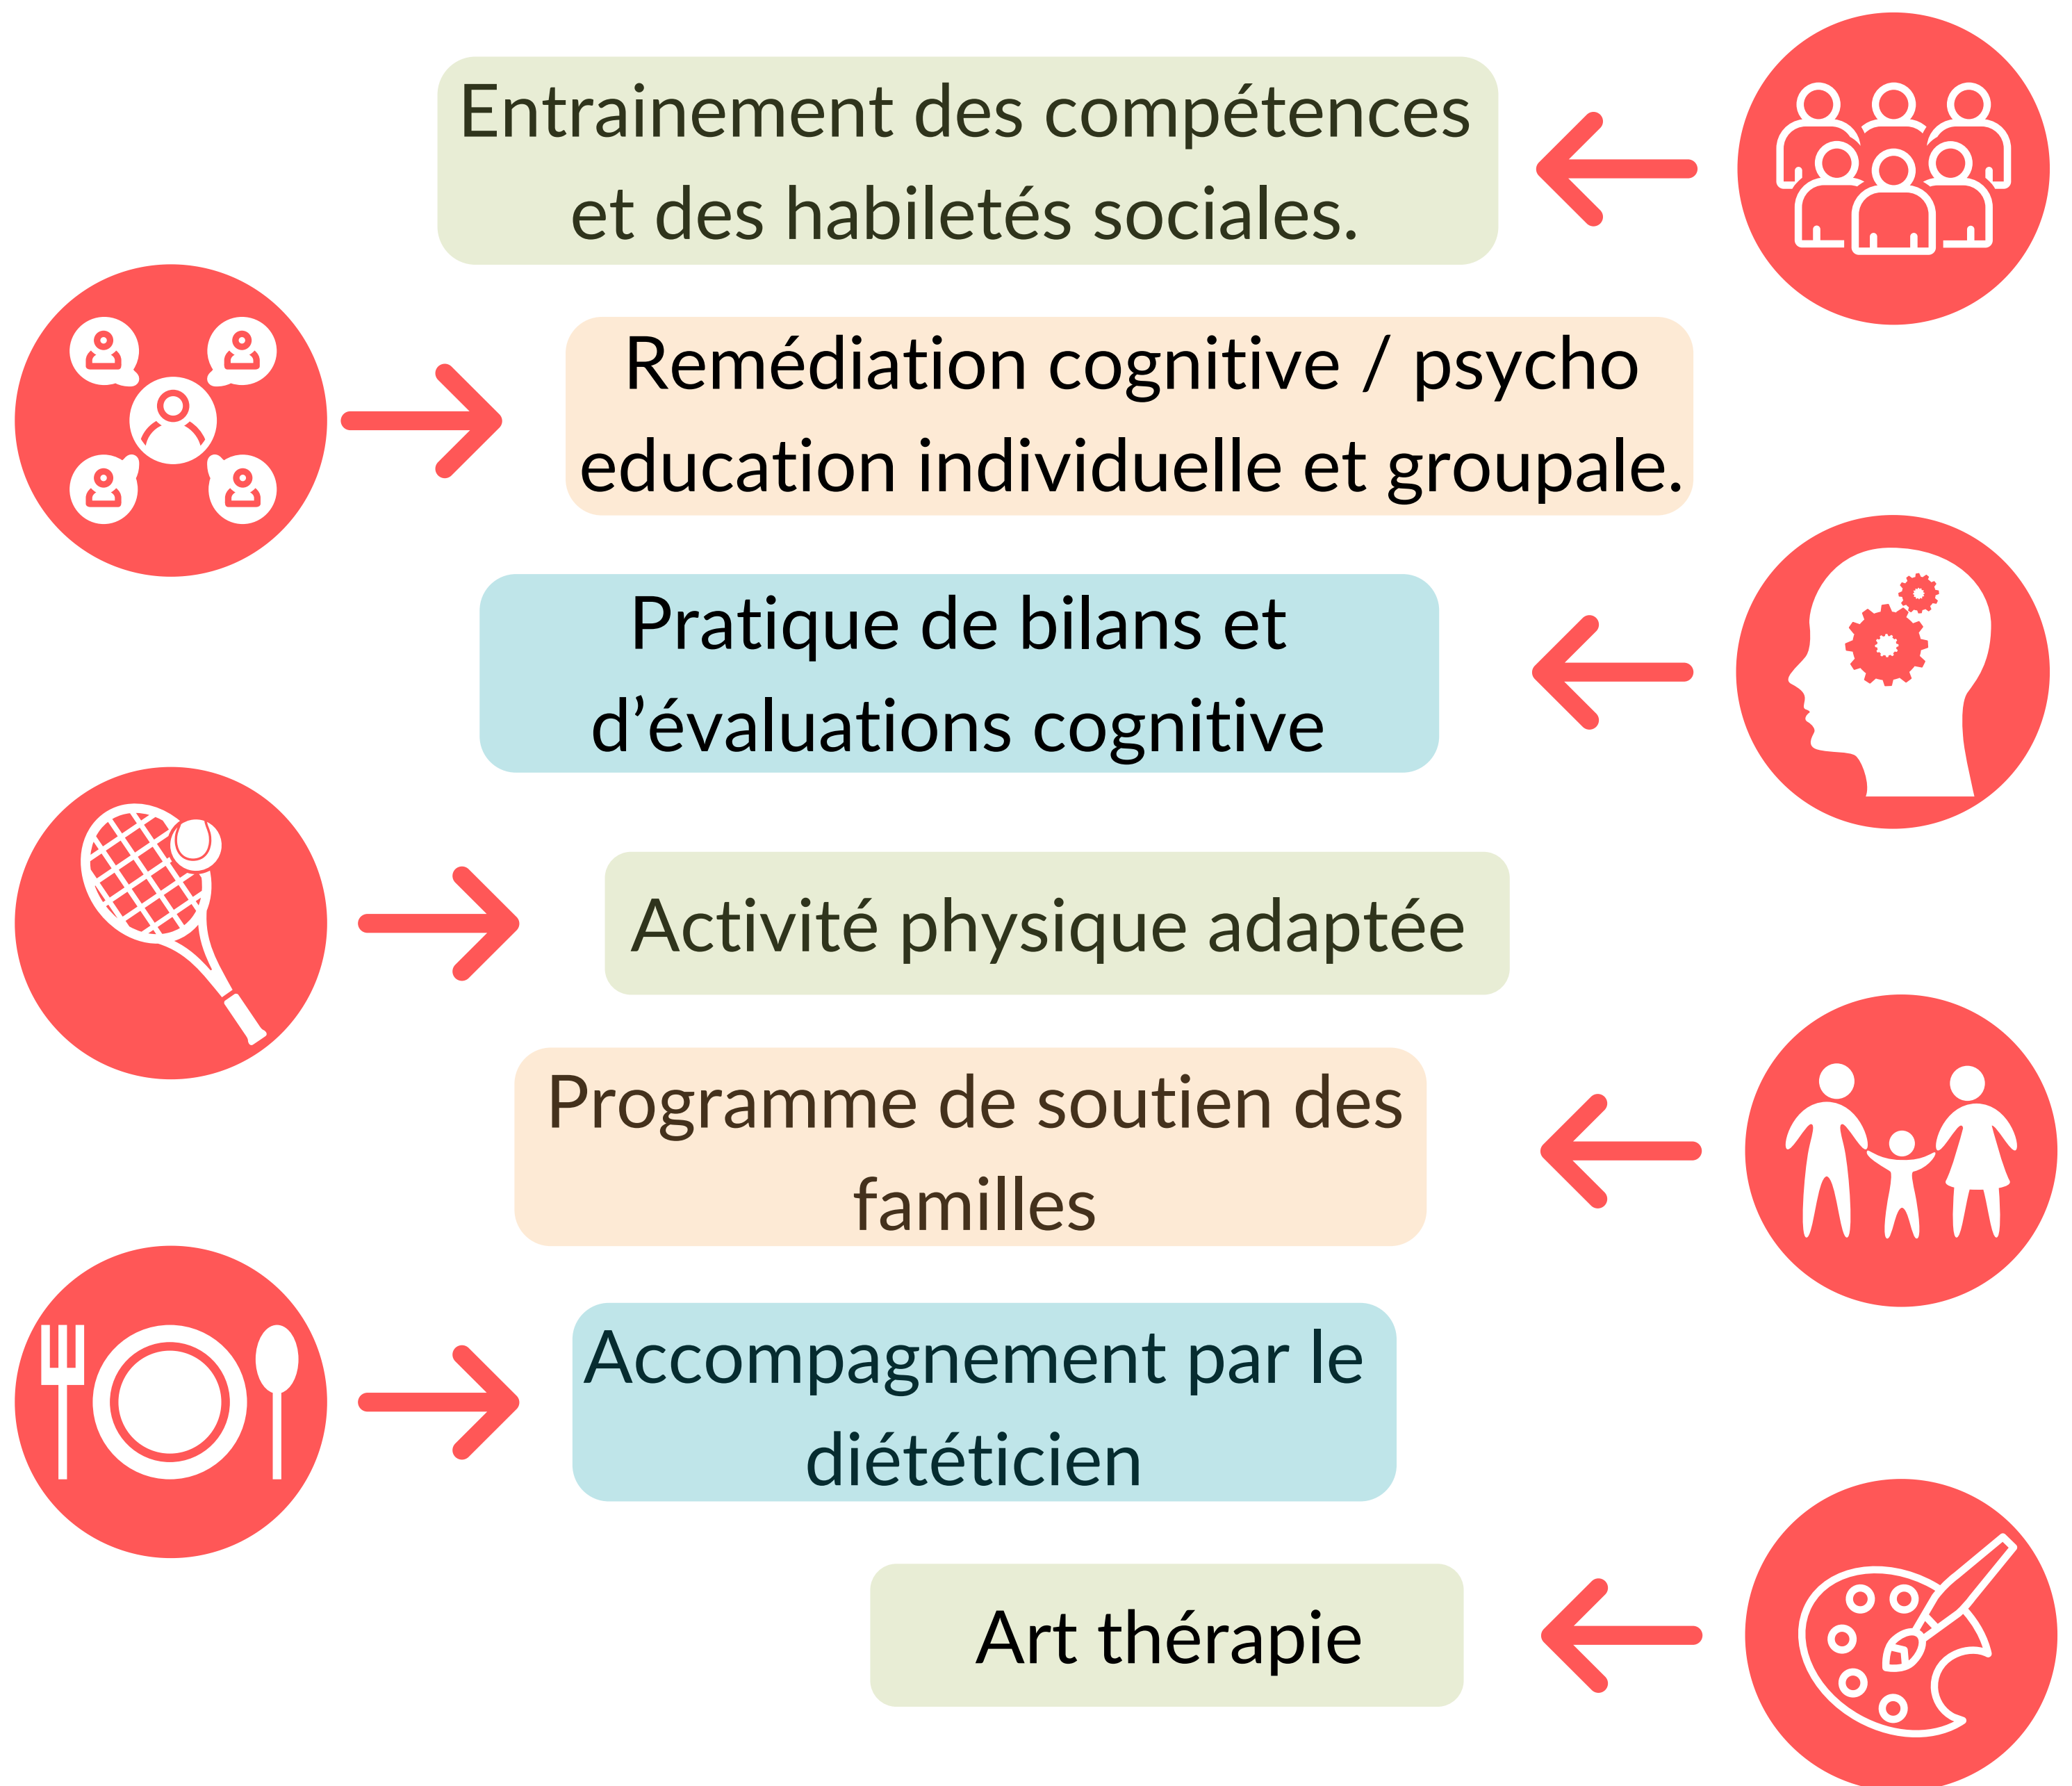 Entrainement des compétences
et des habiletés sociales.
Remédiation cognitive / psycho
education individuelle et groupale.
Pratique de bilans et
d’évaluations cognitive
Activité physique adaptée
Programme de soutien des
familles
Accompagnement par le
diététicien
Art thérapie